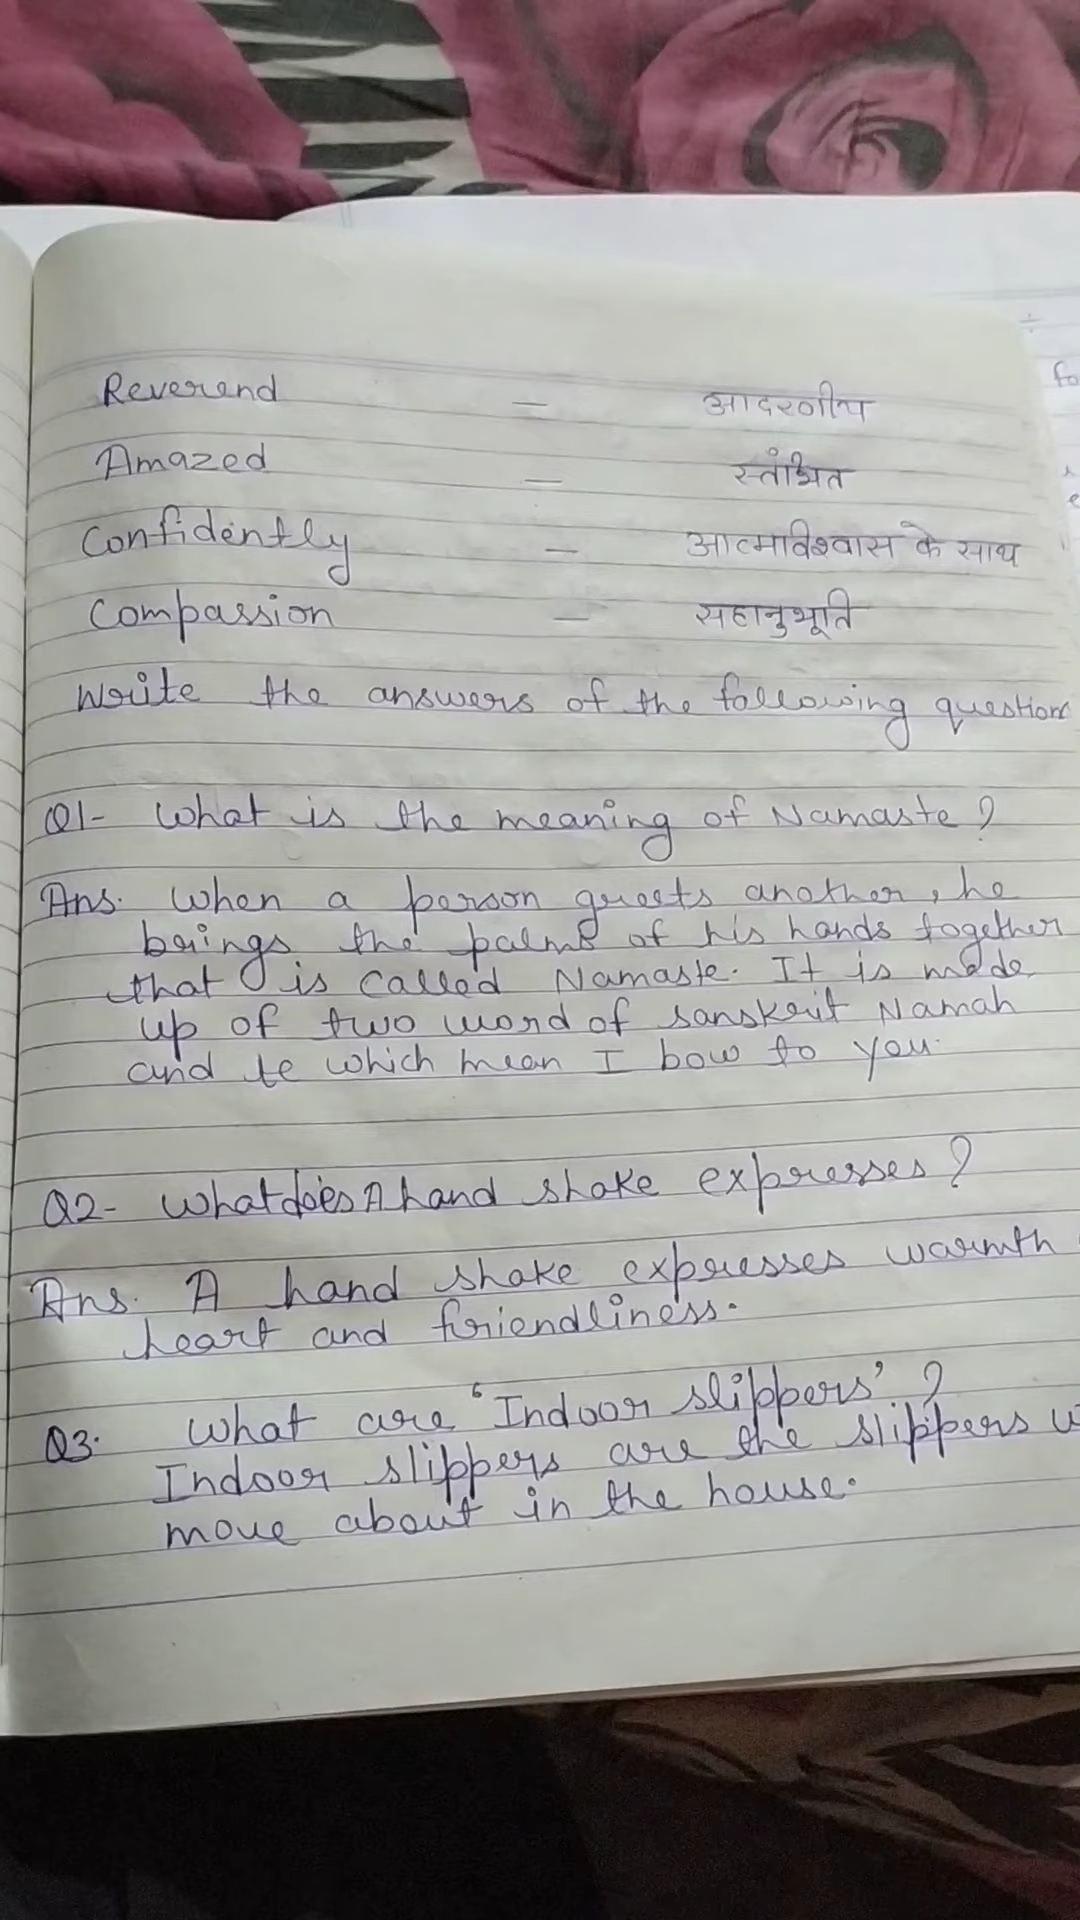 Reverend = आदरणीय
Amazed - स्तंभित
Confidently - आत्मविश्वास के साथ
Compassion - सहानुभूति
Write the answers of the following question
Q1- What is the meaning of Namaste?
Ans. When a person greets another, he
brings the palms of his hands together
that is called Namaste. It is made
up of two word of sanskrit Namah
and te which mean I bow to you.
Q2- What does A hand shake expresses?
Ans. A hand shake expresses warmth
heart and friendliness.
Q3. What are 'Indoor slippers'?
Indoor slippers are the slippers
move about in the house.